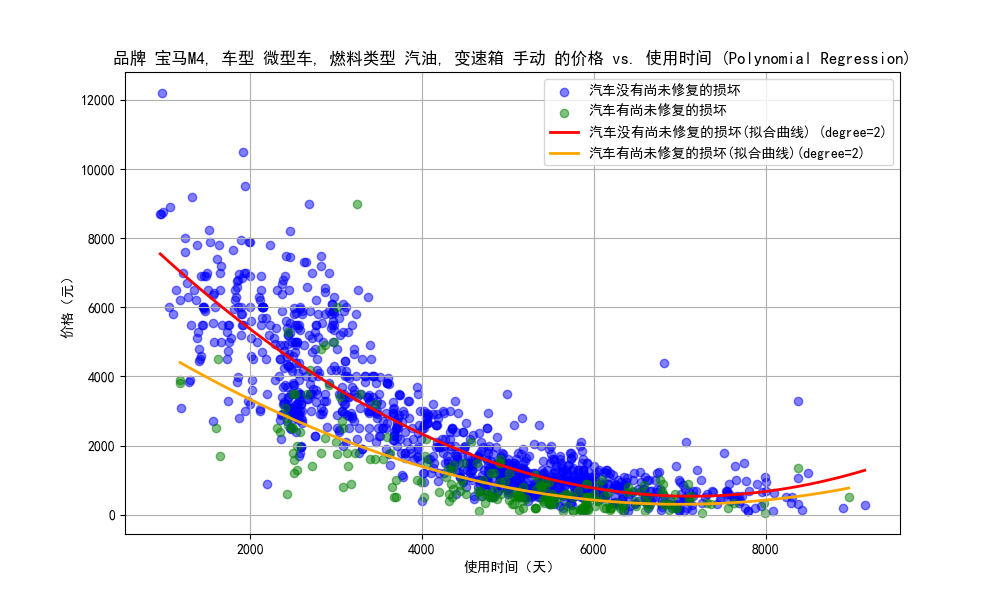 品牌 宝马M4, 车型 微型车, 燃料类型 汽油, 变速箱 手动 的价格 vs. 使用时间 (Polynomial Regression)
汽车没有尚未修复的损坏
汽车有尚未修复的损坏
汽车没有尚未修复的损坏(拟合曲线) (degree=2)
汽车有尚未修复的损坏(拟合曲线)(degree=2)
价格（元）
12000
10000
8000
6000
4000
2000
0
2000
4000
6000
8000
使用时间（天）